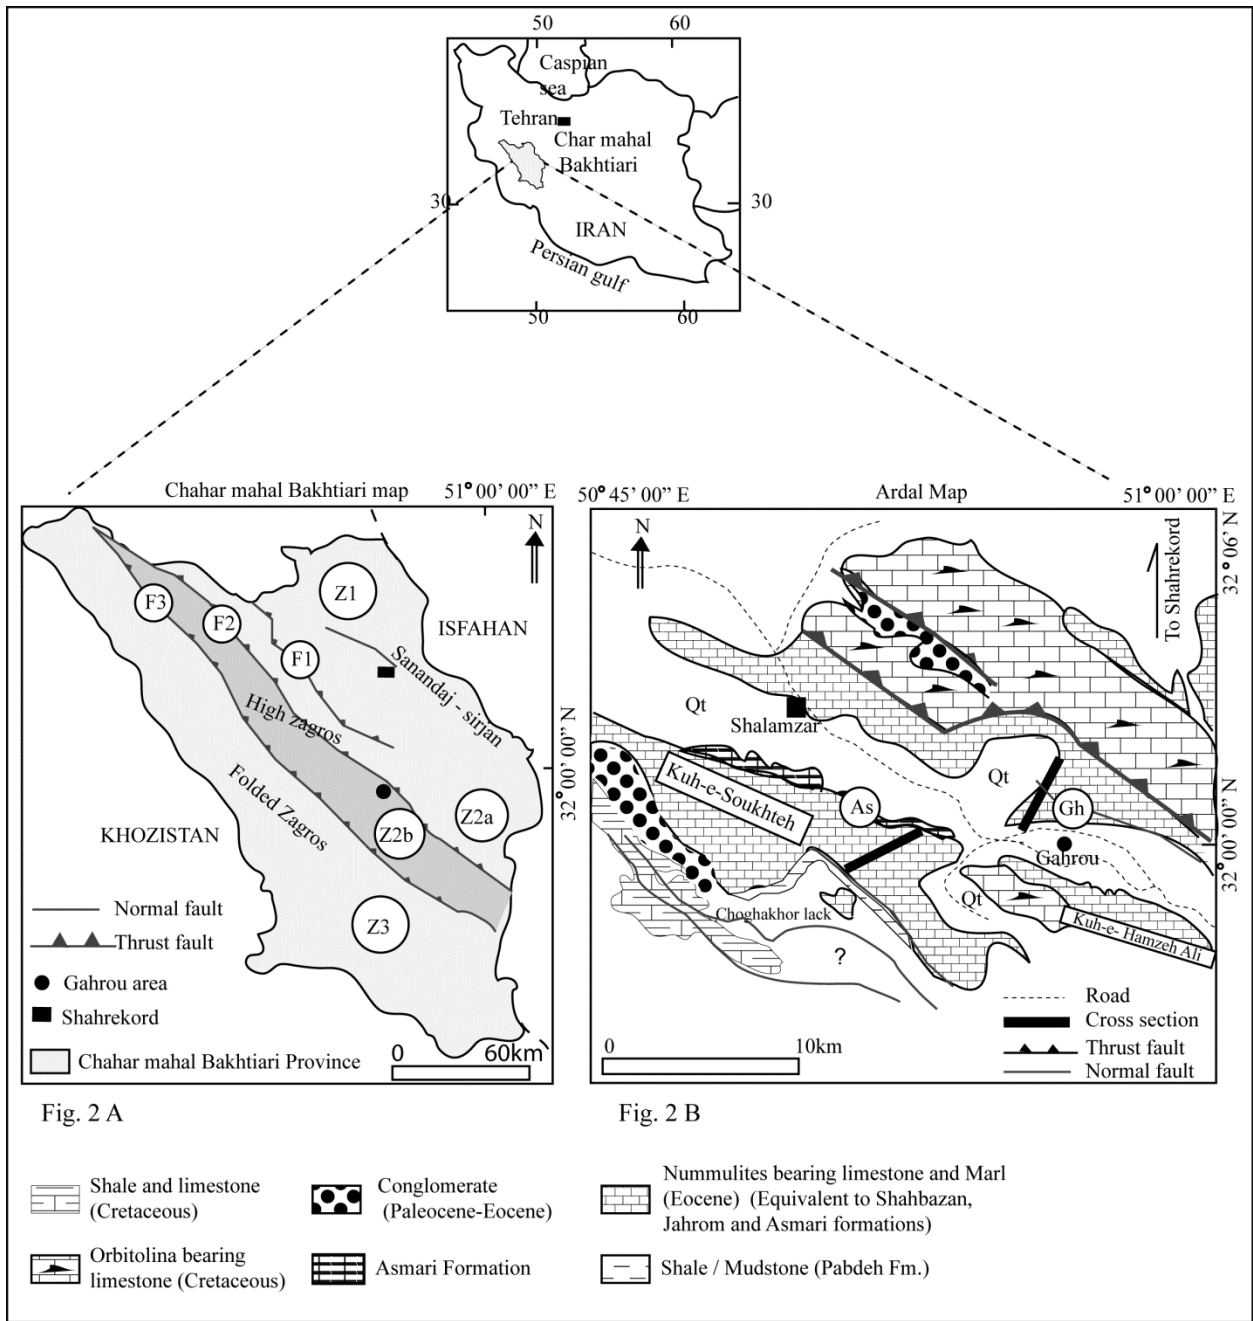 50
60
Caspian
sea
Tehran
Char mahal
Bakhtiari
30
30
IRAN
Persian gulf
50
60
Chahar mahal Bakhtiari map
51° 00' 00" E
N
Z1
F3
F2
ISFAHAN
F1
Sanandaj - sirjan
High zagros
Folded Zagros
KHOZISTAN
Z2a
Z2b
Z3
32° 00' 00" N
Normal fault
Thrust fault
Gahrou area
Shahrekord
Chahar mahal Bakhtiari Province
0
60km
Fig. 2 A
50° 45' 00" E
Ardal Map
51° 00' 00" E
N
32° 06' 00" N
To Shahrekord
Qt
Shalamzar
Kuh-e-Soukhteh
Qt
As
Gh
Gahrou
32° 00' 00" N
Qt
Choghakhor lack
Kuh-e- Hamzeh Ali
?
Road
Cross section
Thrust fault
Normal fault
0
10km
Fig. 2 B
Shale and limestone
(Cretaceous)
Conglomerate
(Paleocene-Eocene)
Nummulites bearing limestone and Marl
(Eocene) (Equivalent to Shahbazan,
Jahrom and Asmari formations)
Orbitolina bearing
limestone (Cretaceous)
Asmari Formation
Shale / Mudstone (Pabdeh Fm.)